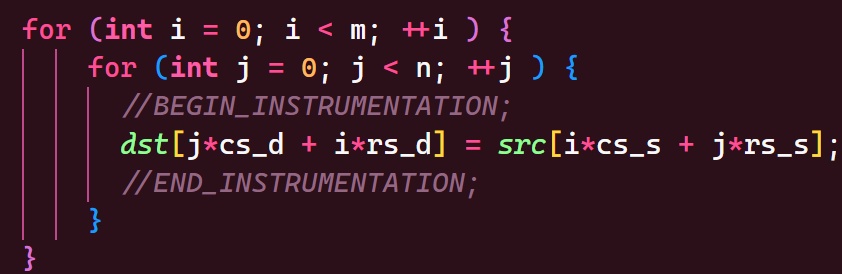 for (int i = 0; i < m; ++i ) {
for (int j = 0; j < n; ++j ) {
//BEGIN_INSTRUMENTATION;
dst[j*cs_d + i*rs_d] = src[i*cs_s + j*rs_s];
//END_INSTRUMENTATION;
}
}